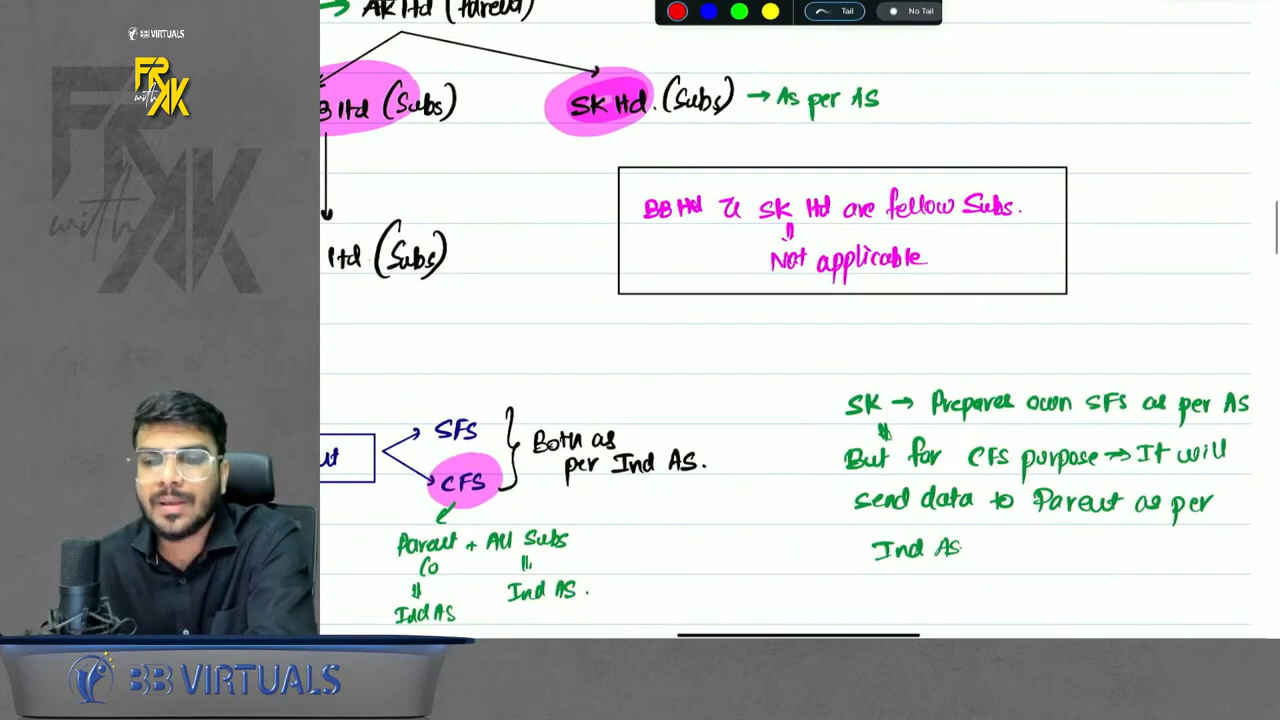 BB VIRTUALS
FR
with AK
FR
with AK
Tail
No Tail
→ AK ltd (Parent)
B ltd (Subs)
SK ltd. (Subs) → As per AS
BB ltd & SK ltd are fellow Subs.
Not applicable
ltd (Subs)
SFS
CFS
Both as
per Ind AS.
Parent + All Subs
Co
Ind AS.
Ind AS
SK → Prepares own SFS as per AS
But for CFS purpose → It will
send data to Parent as per
Ind AS
BB VIRTUALS